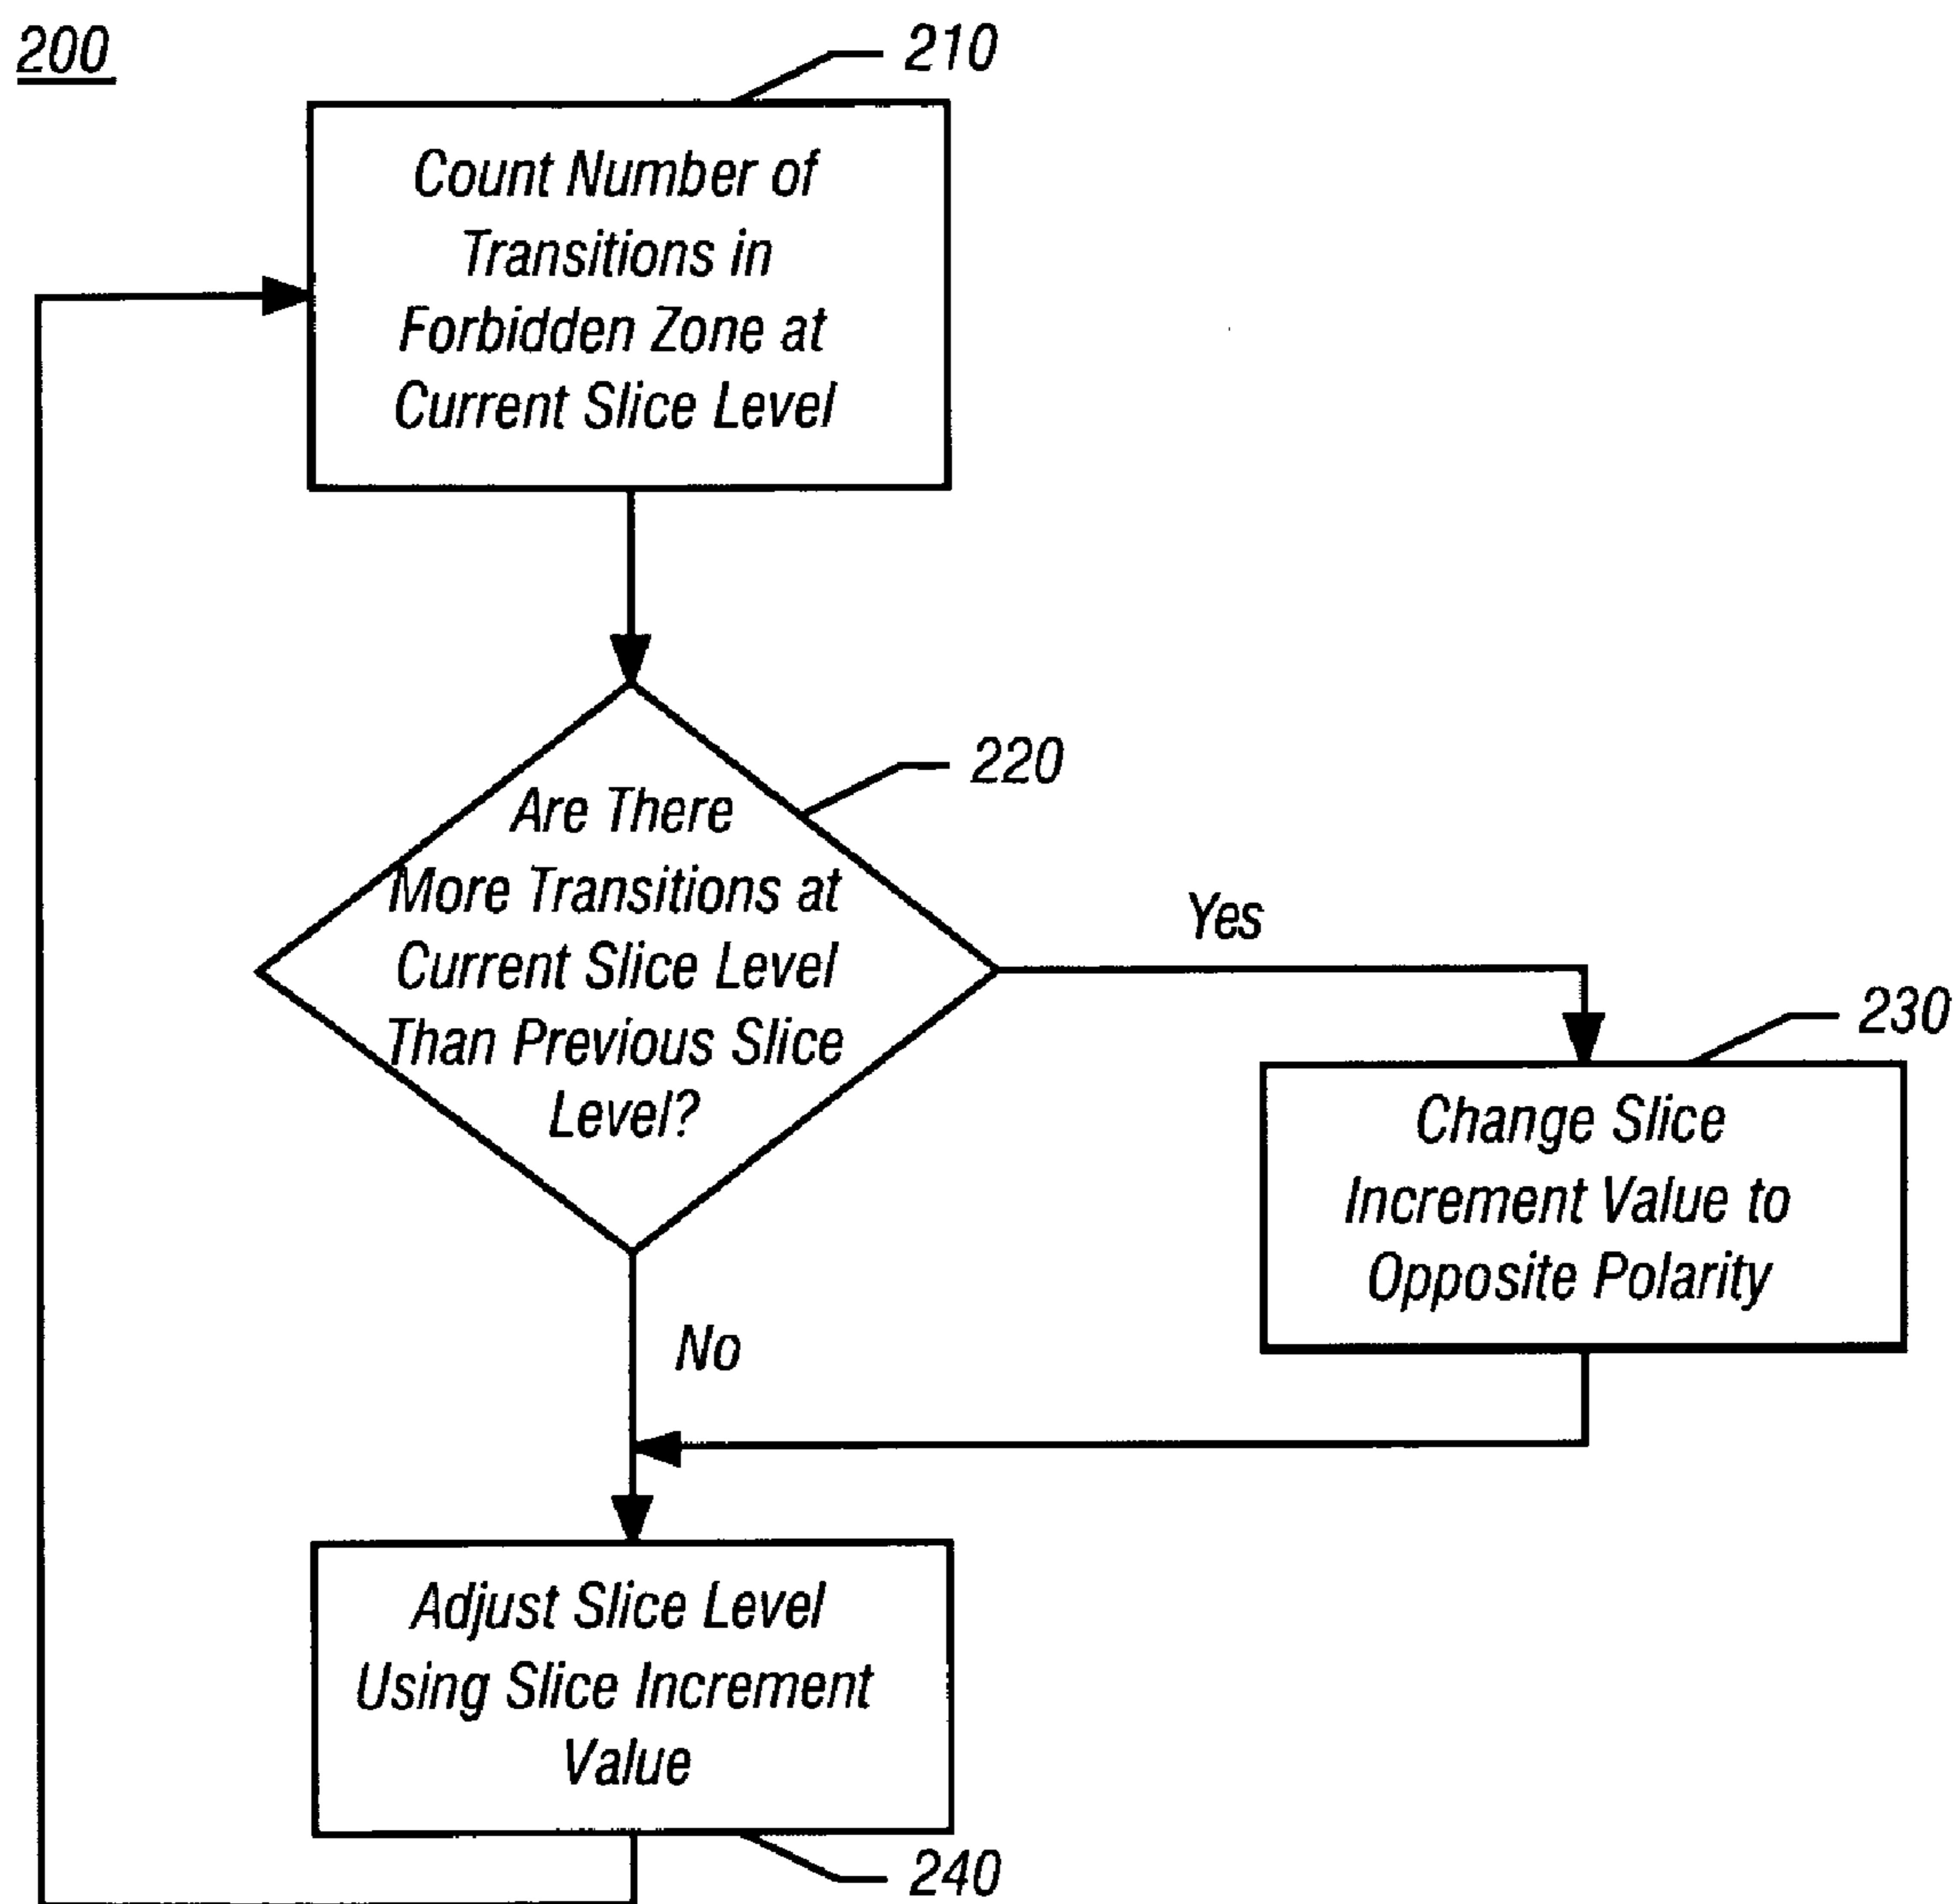 200
210
Count Number of
Transitions in
Forbidden Zone at
Current Slice Level
220
Are There
More Transitions at
Current Slice Level
Than Previous Slice
Level?
Yes
230
Change Slice
Increment Value to
Opposite Polarity
No
Adjust Slice Level
Using Slice Increment
Value
240